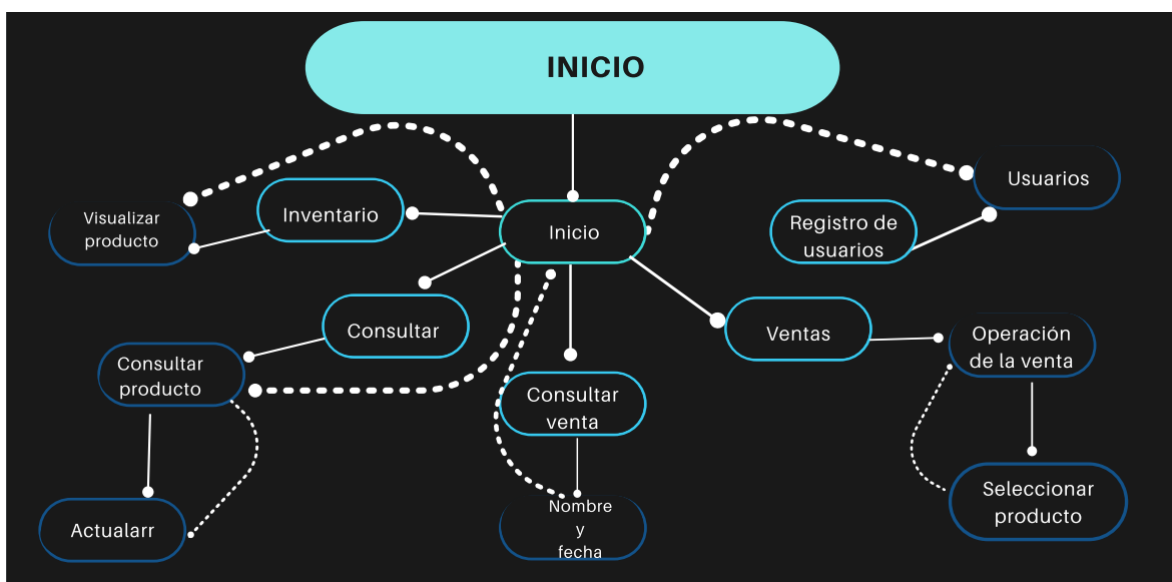 INICIO
Usuarios
Visualizar
producto
Inventario
Inicio
Registro de
usuarios
Consultar
Ventas
Operación
de la venta
Consultar
producto
Consultar
venta
Actualarr
Nombre
y
fecha
Seleccionar
producto